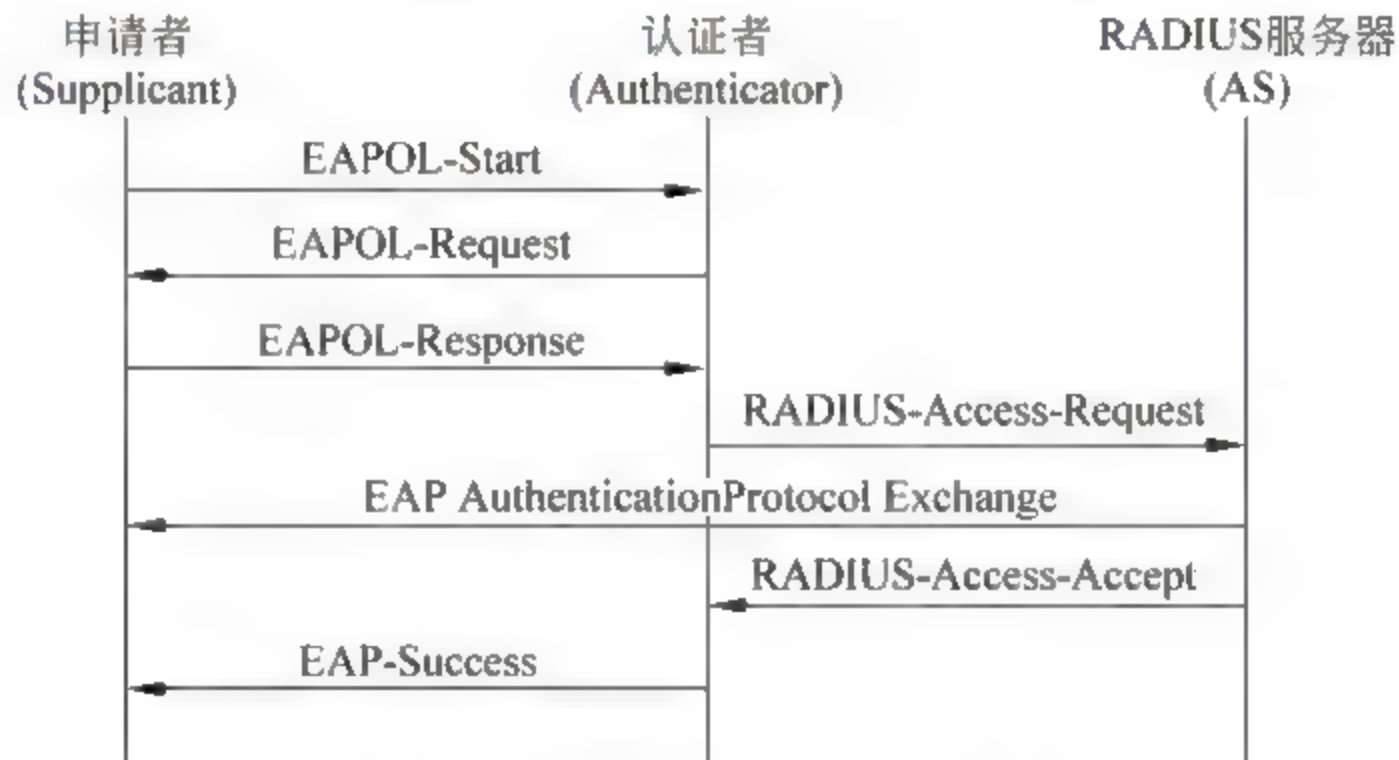 申请者
(Supplicant)
认证者
(Authenticator)
RADIUS服务器
(AS)
EAPOL-Start
EAPOL-Request
EAPOL-Response
RADIUS-Access-Request
EAP AuthenticationProtocol Exchange
RADIUS-Access-Accept
EAP-Success